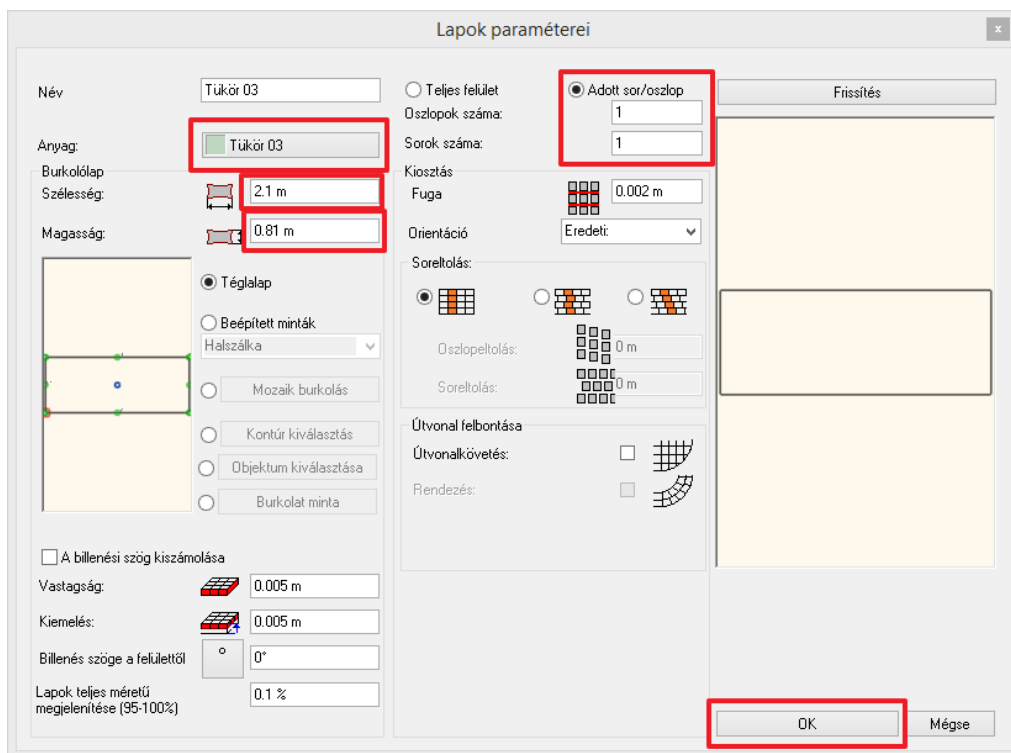 Lapok paraméterei
x
Név
Tükör 03
Anyag:
Tükör 03
Burkolólap
Szélesség:
2.1 m
Magasság:
0.81 m
Téglalap
Beépített minták
Halszálka
Mozaik burkolás
Kontúr kiválasztás
Objektum kiválasztása
Burkolat minta
A billenési szög kiszámolása
Vastagság:
0.005 m
Kiemelés:
0.005 m
Billenés szöge a felülettől
°
0°
Lapok teljes méretű
megjelenítése (95-100%)
0.1 %
Teljes felület
Adott sor/oszlop
Oszlopok száma:
1
Sorok száma:
1
Kiosztás
Fuga
0.002 m
Orientáció
Eredeti:
Soreltolás:
Oszlopeltolás:
0 m
Soreltolás:
0 m
Útvonal felbontása
Útvonalkövetés:
Rendezés:
Frissítés
OK
Mégse